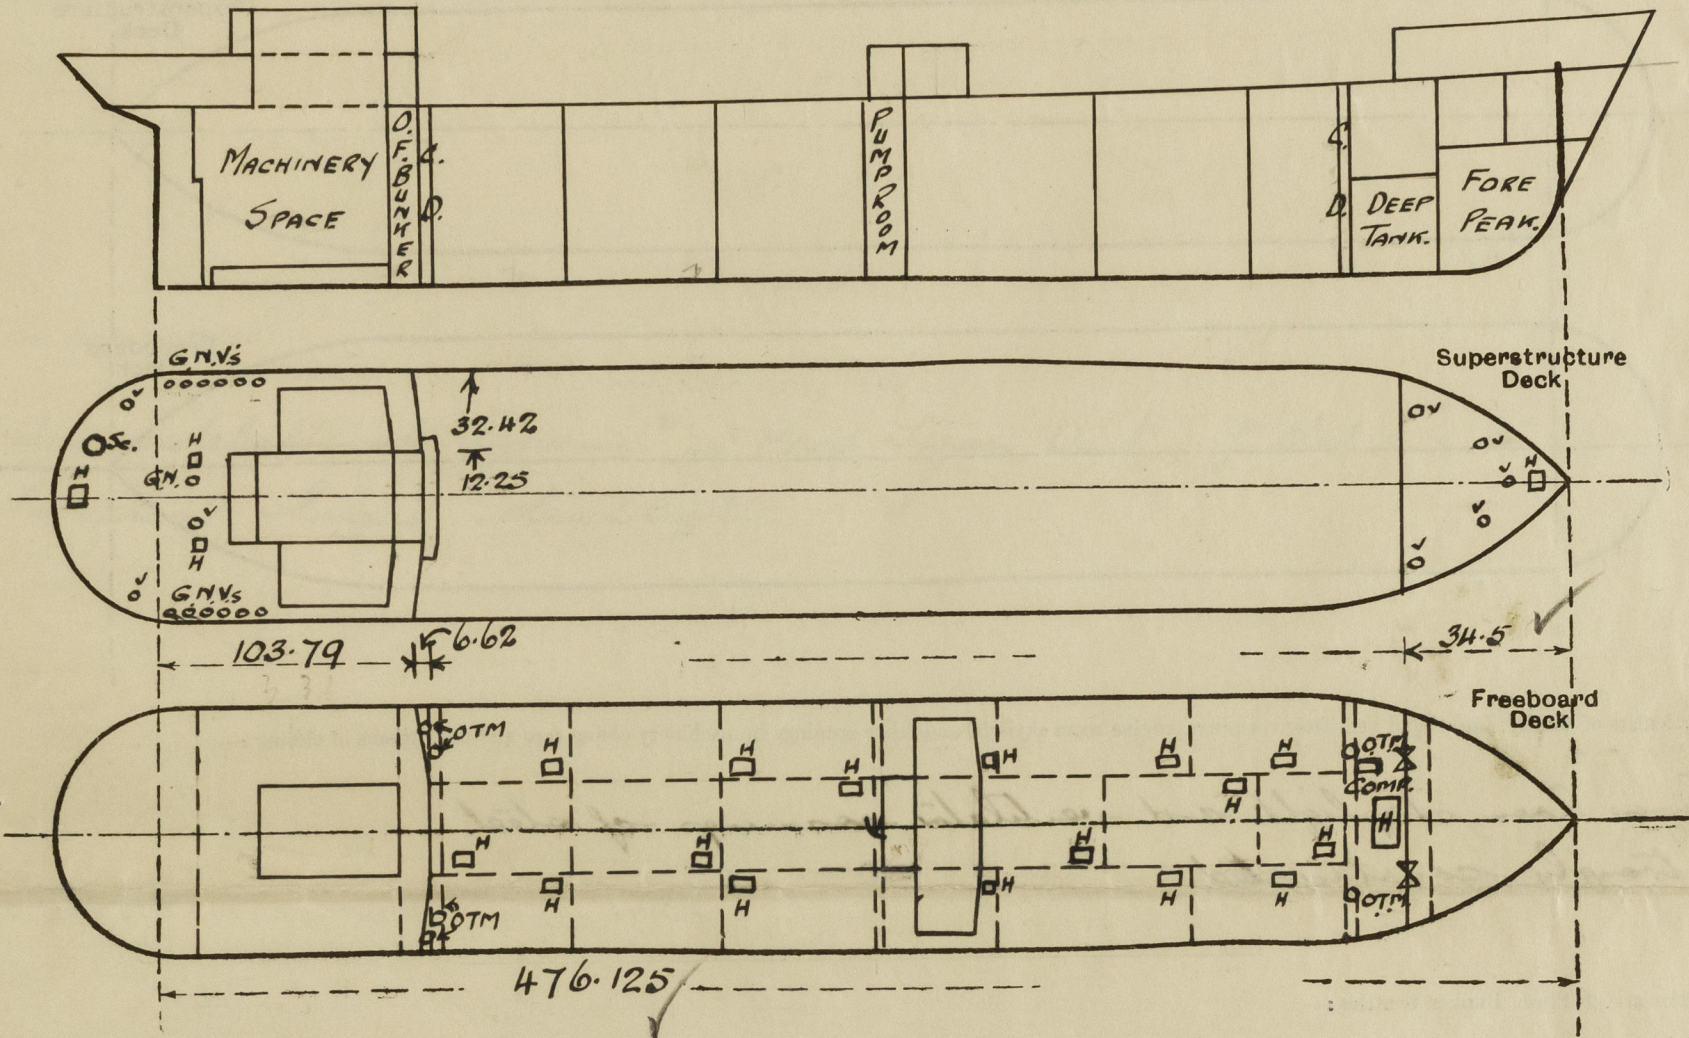 MACHINERY
SPACE
O.F. BUNKER
C.
D.
PUMP ROOM
C.
D.
DEEP
TANK.
FORE
PEAK.
G.N.V's
Superstructure
Deck
V
Sc.
H
H
G.N.
V
H
V
G.N.V.s
32.42
12.25
V
V
V
H
V
V
103.79
6.62
34.5
Freeboard
Deck
OTM
H
H
H
H
H
H
H
OTM.
COMP.
H
H
H
H
H
H
OTM
H
H
H
H
H
OTM.
476.125